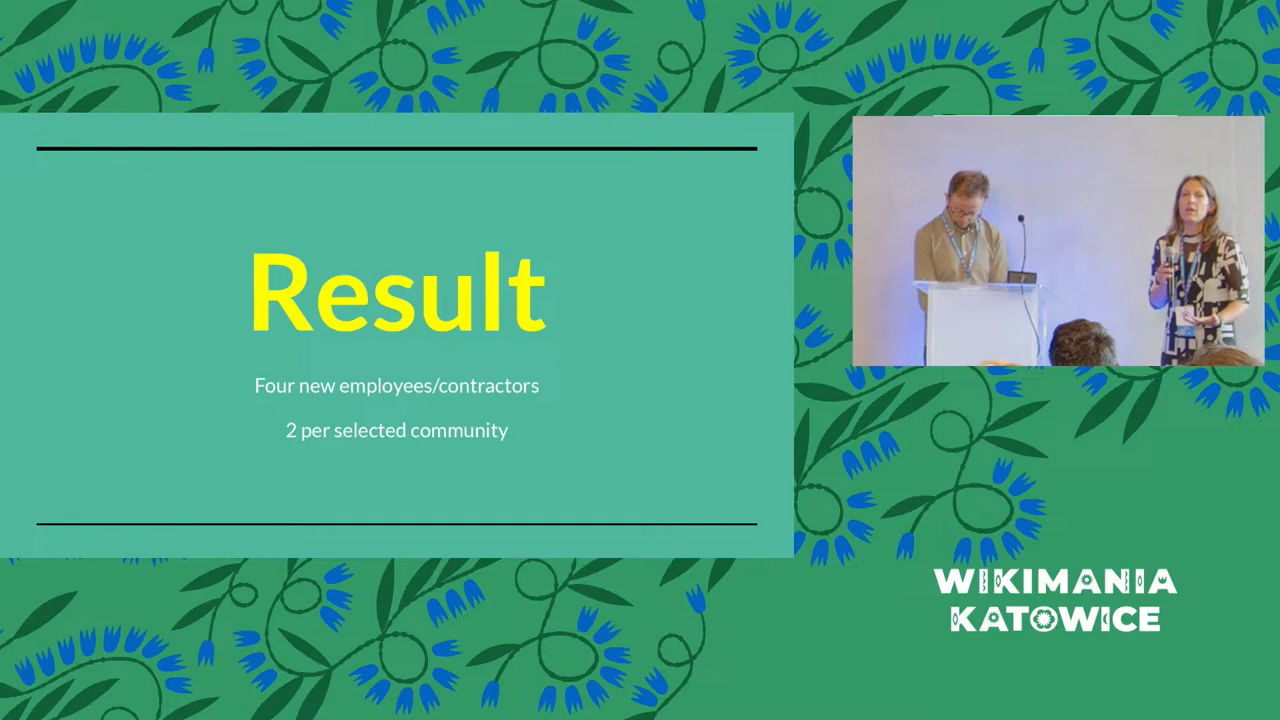 Result
Four new employees/contractors
2 per selected community
WIKIMANIA
KATOWICE